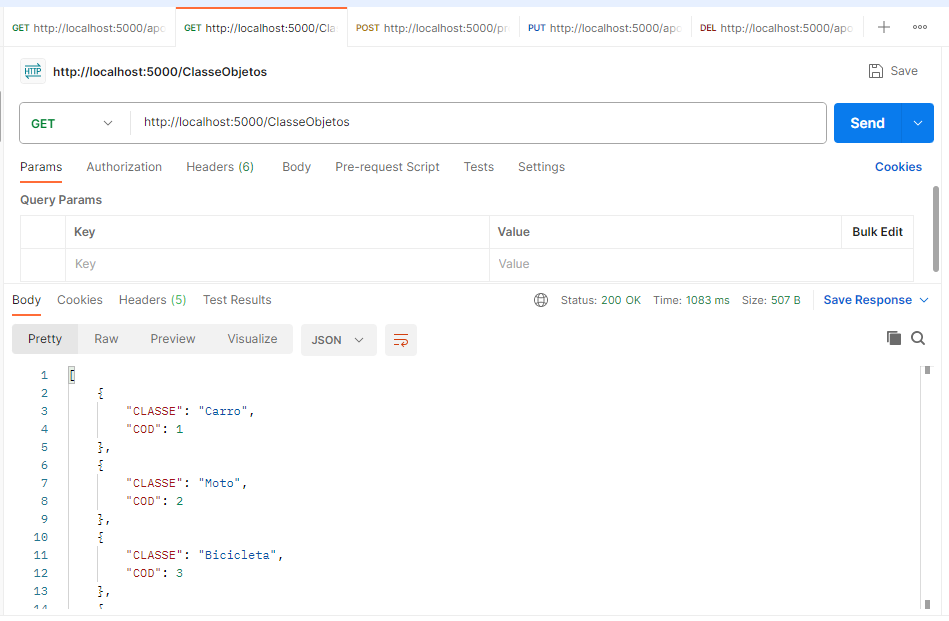 GET http://localhost:5000/apo GET http://localhost:5000/Cla POST http://localhost:5000/pr PUT http://localhost:5000/apo DEL http://localhost:5000/apo
HTTP http://localhost:5000/ClasseObjetos Save
GET http://localhost:5000/ClasseObjetos Send
Params Authorization Headers (6) Body Pre-request Script Tests Settings Cookies
Query Params
Key Value Bulk Edit
Key Value
Body Cookies Headers (5) Test Results Status: 200 OK Time: 1083 ms Size: 507 B Save Response
Pretty Raw Preview Visualize JSON
1 [
2 {
3 "CLASSE": "Carro",
4 "COD": 1
5 },
6 {
7 "CLASSE": "Moto",
8 "COD": 2
9 },
10 {
11 "CLASSE": "Bicicleta",
12 "COD": 3
13 },
14 {